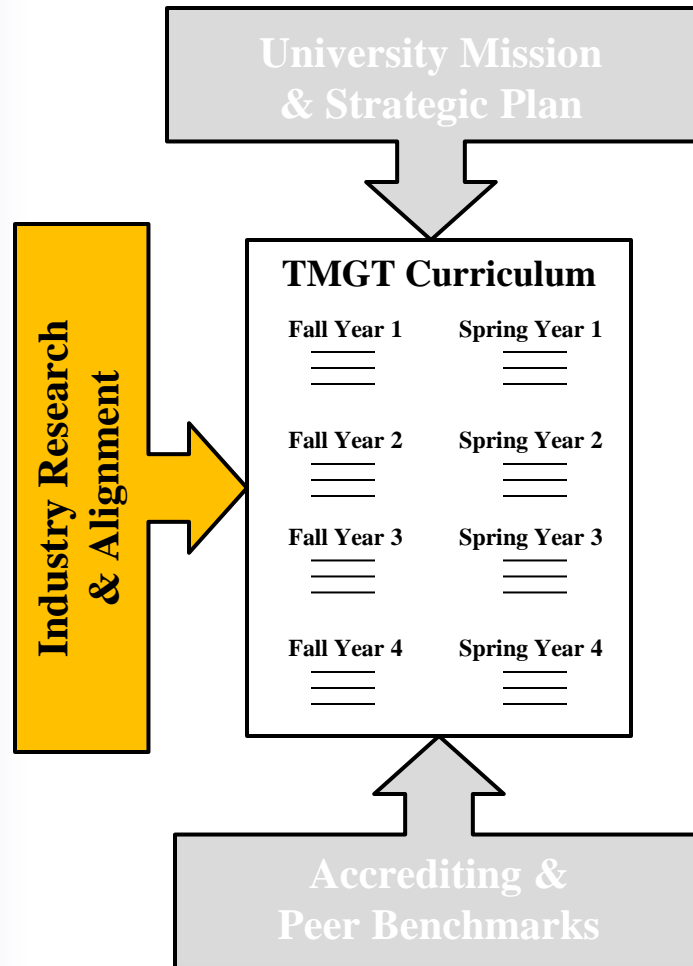 University Mission
& Strategic Plan
Industry Research
& Alignment
TMGT Curriculum
Fall Year 1
Spring Year 1
Fall Year 2
Spring Year 2
Fall Year 3
Spring Year 3
Fall Year 4
Spring Year 4
Accrediting &
Peer Benchmarks